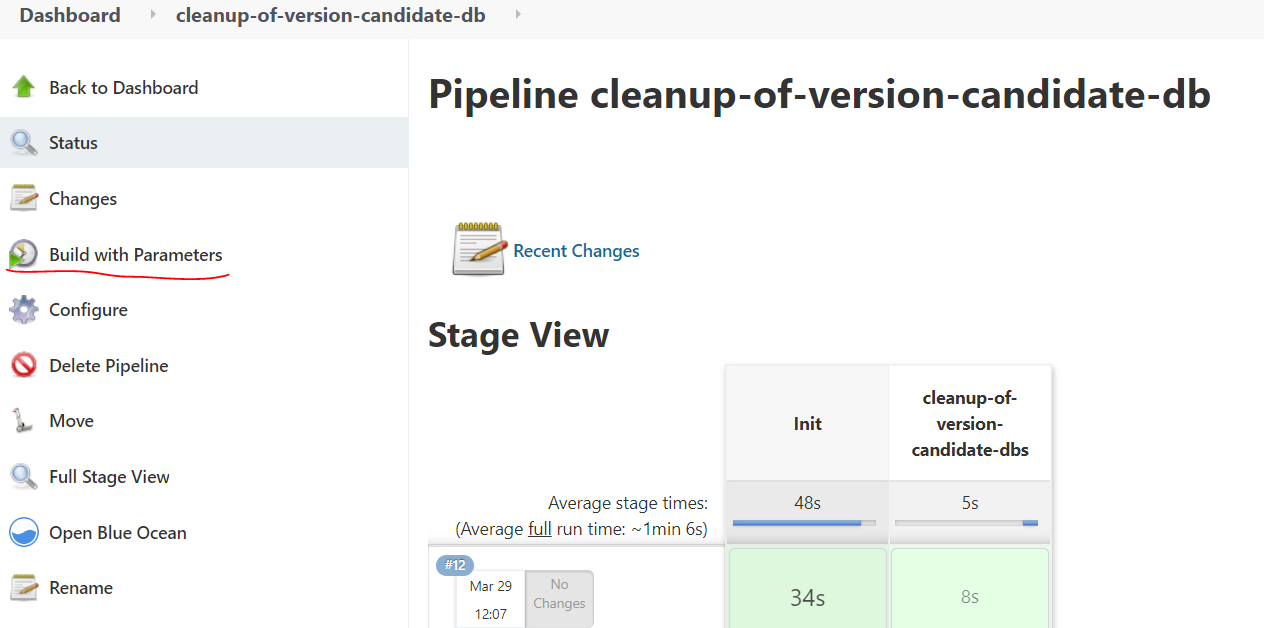 Dashboard
cleanup-of-version-candidate-db
Back to Dashboard
Status
Changes
Build with Parameters
Configure
Delete Pipeline
Move
Full Stage View
Open Blue Ocean
Rename
Pipeline cleanup-of-version-candidate-db
Recent Changes
Stage View
Init
cleanup-of-
version-
candidate-dbs
Average stage times:
48s
5s
(Average full run time: ~1min 6s)
#12
Mar 29
12:07
No
Changes
34s
8s